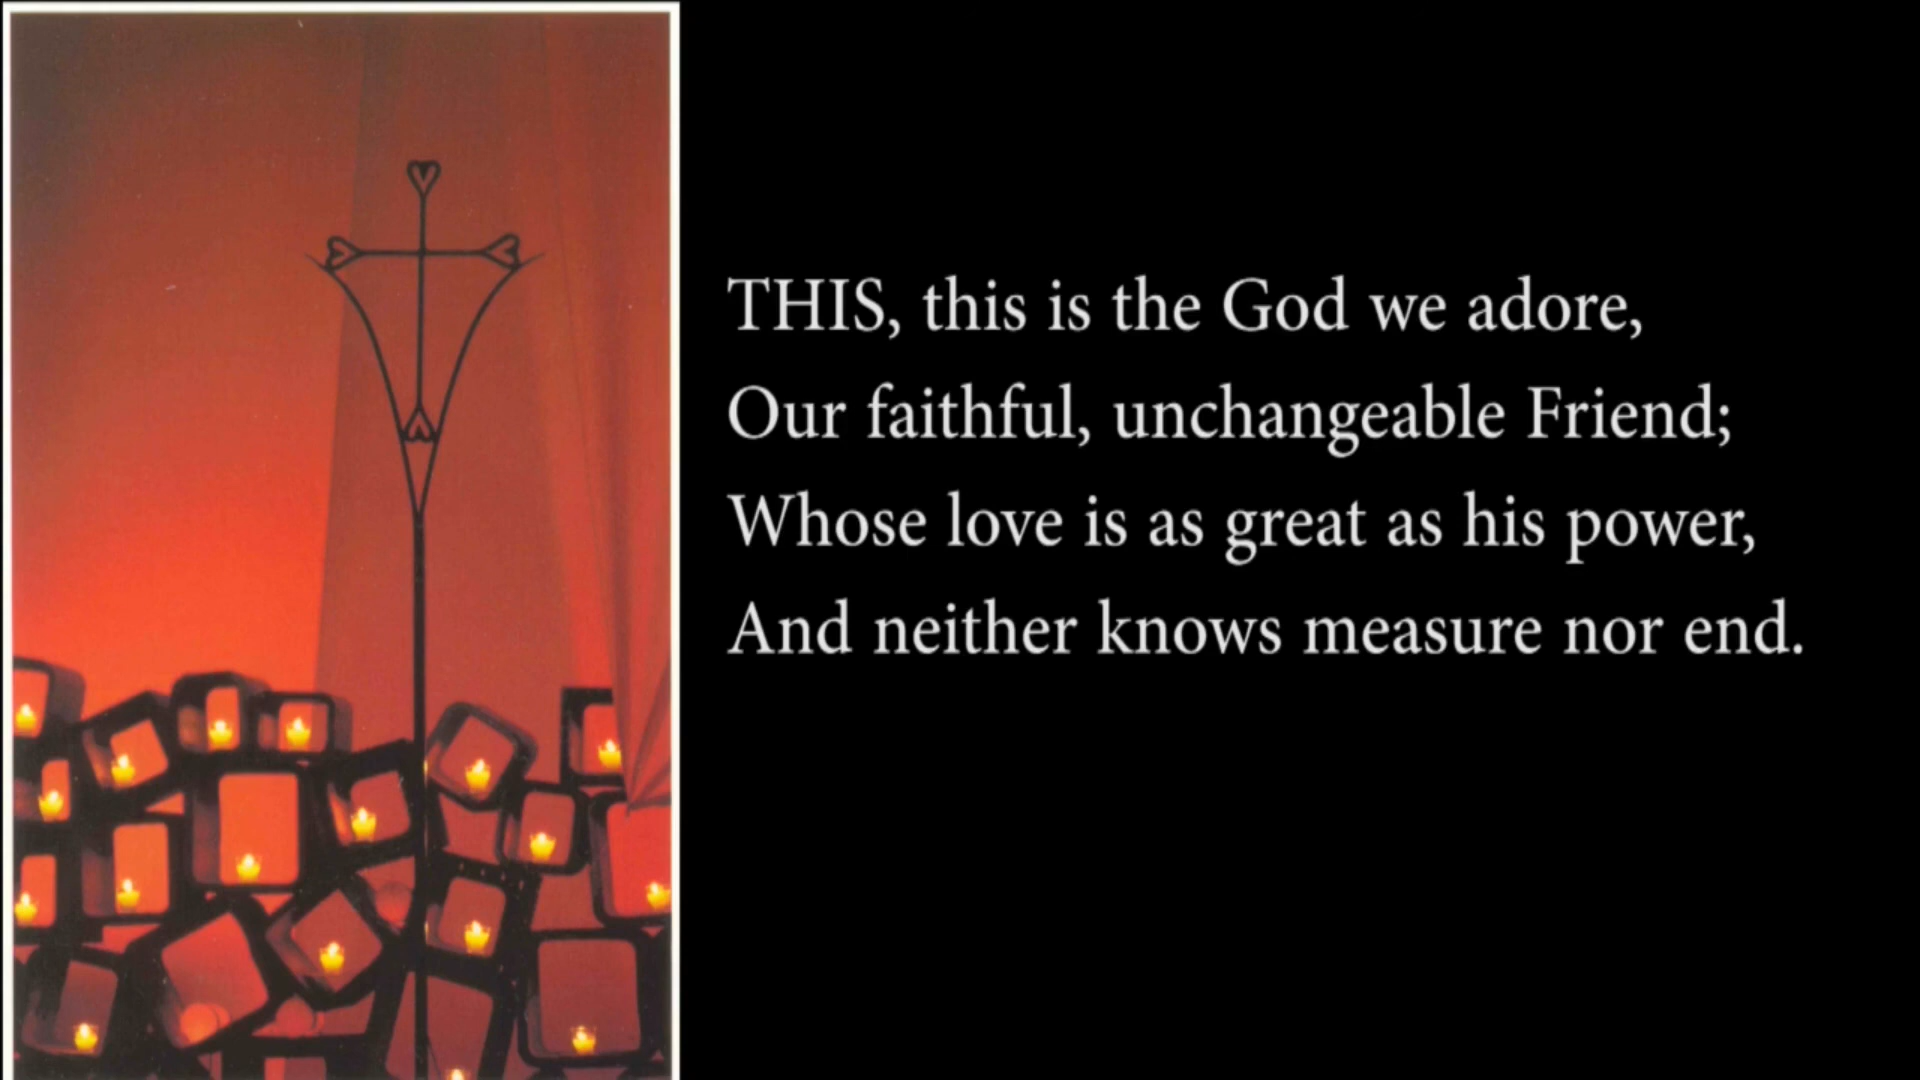 THIS, this is the God we adore,
Our faithful, unchangeable Friend;
Whose love is as great as his power,
And neither knows measure nor end.